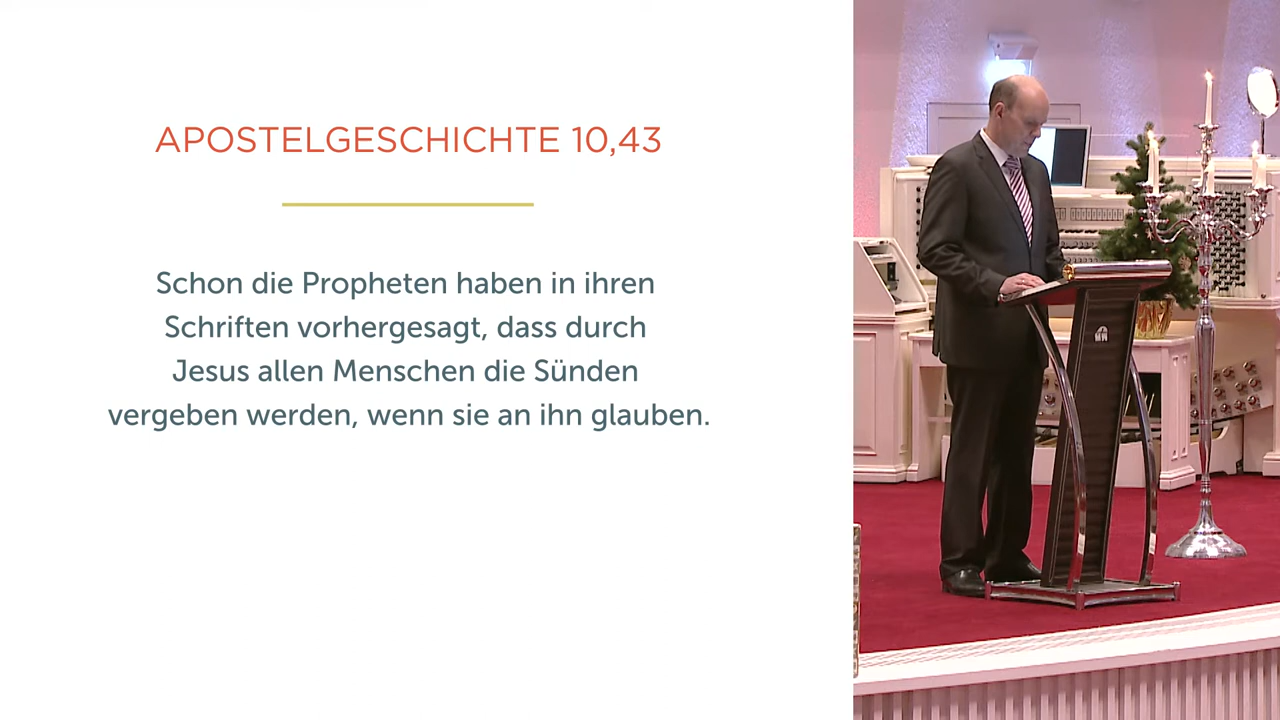 APOSTELGESCHICHTE 10,43
Schon die Propheten haben in ihren
Schriften vorhergesagt, dass durch
Jesus allen Menschen die Sünden
vergeben werden, wenn sie an ihn glauben.